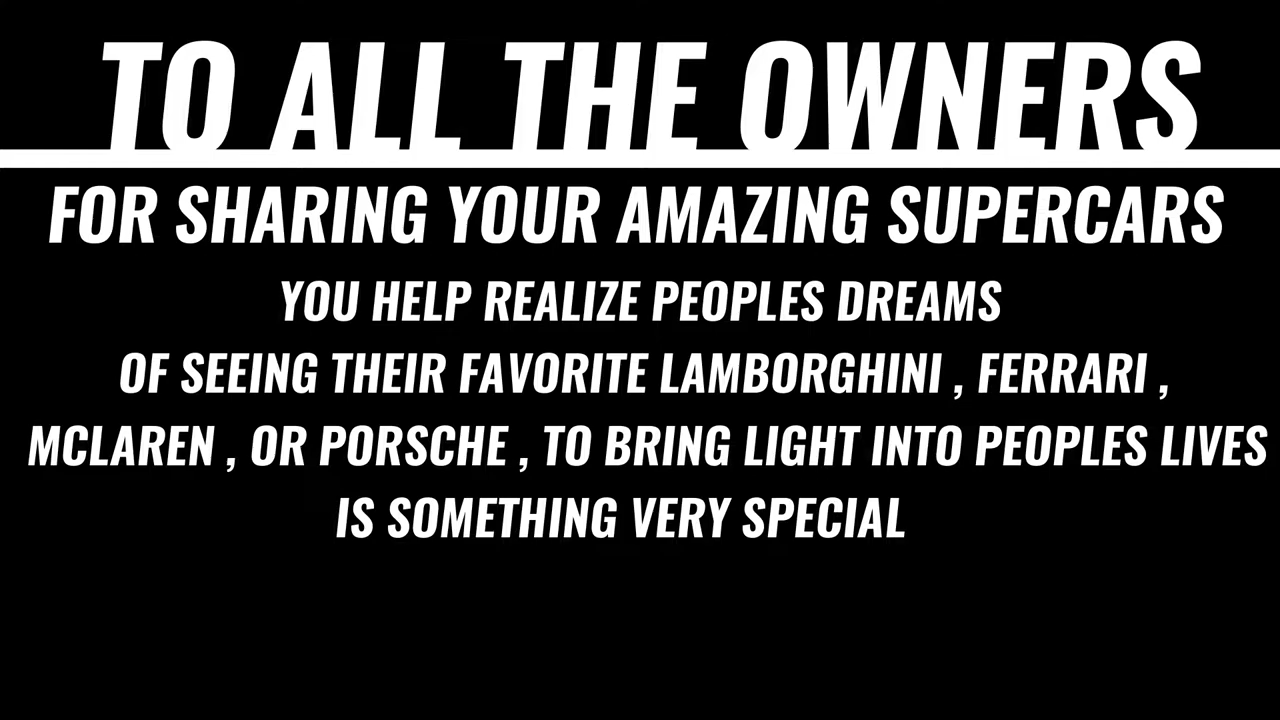 TO ALL THE OWNERS
FOR SHARING YOUR AMAZING SUPERCARS
YOU HELP REALIZE PEOPLES DREAMS
OF SEEING THEIR FAVORITE LAMBORGHINI , FERRARI ,
MCLAREN , OR PORSCHE , TO BRING LIGHT INTO PEOPLES LIVES
IS SOMETHING VERY SPECIAL